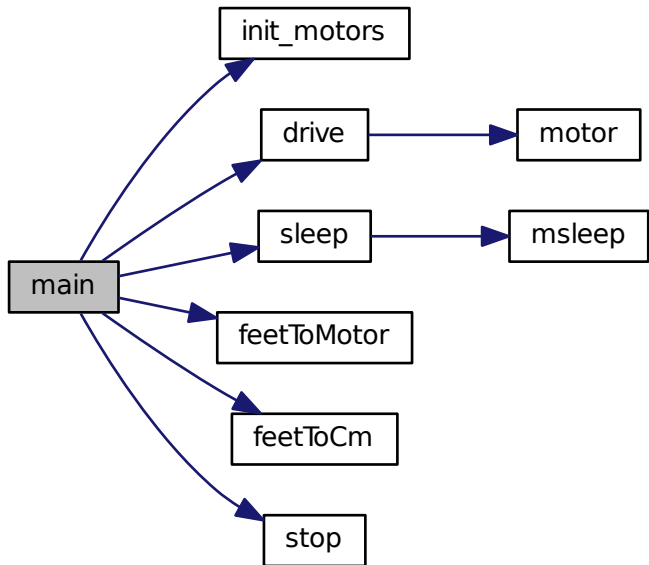 init_motors
drive
motor
sleep
msleep
main
feetToMotor
feetToCm
stop